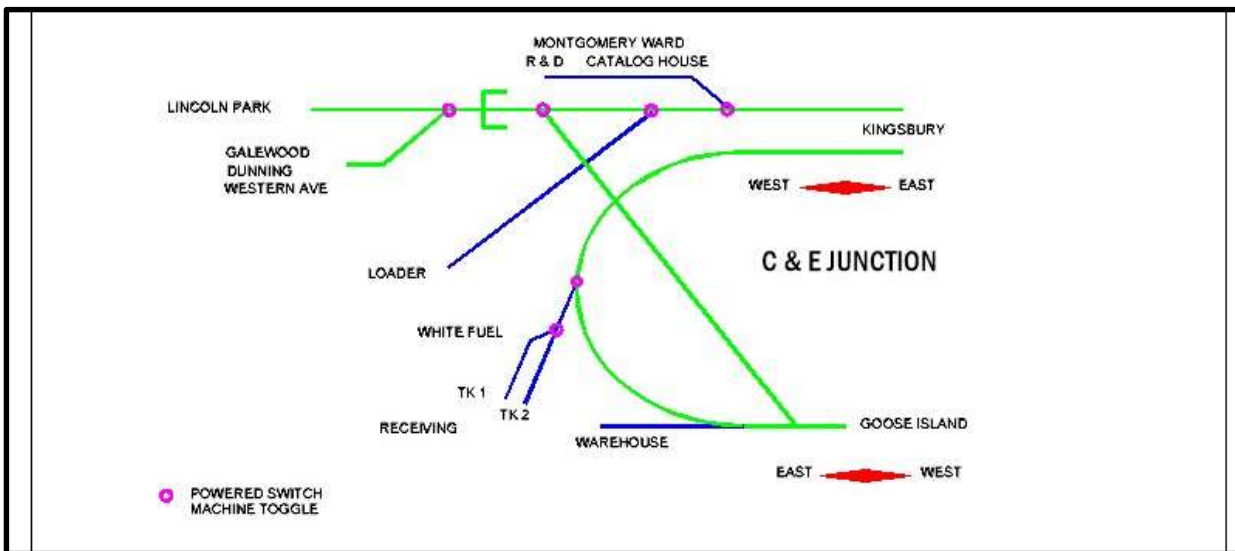 MONTGOMERY WARD
R & D CATALOG HOUSE
LINCOLN PARK
KINGSBURY
GALEWOOD
DUNNING
WESTERN AVE
WEST EAST
C & E JUNCTION
LOADER
WHITE FUEL
TK 1
TK 2
RECEIVING
WAREHOUSE
GOOSE ISLAND
EAST WEST
POWERED SWITCH
MACHINE TOGGLE